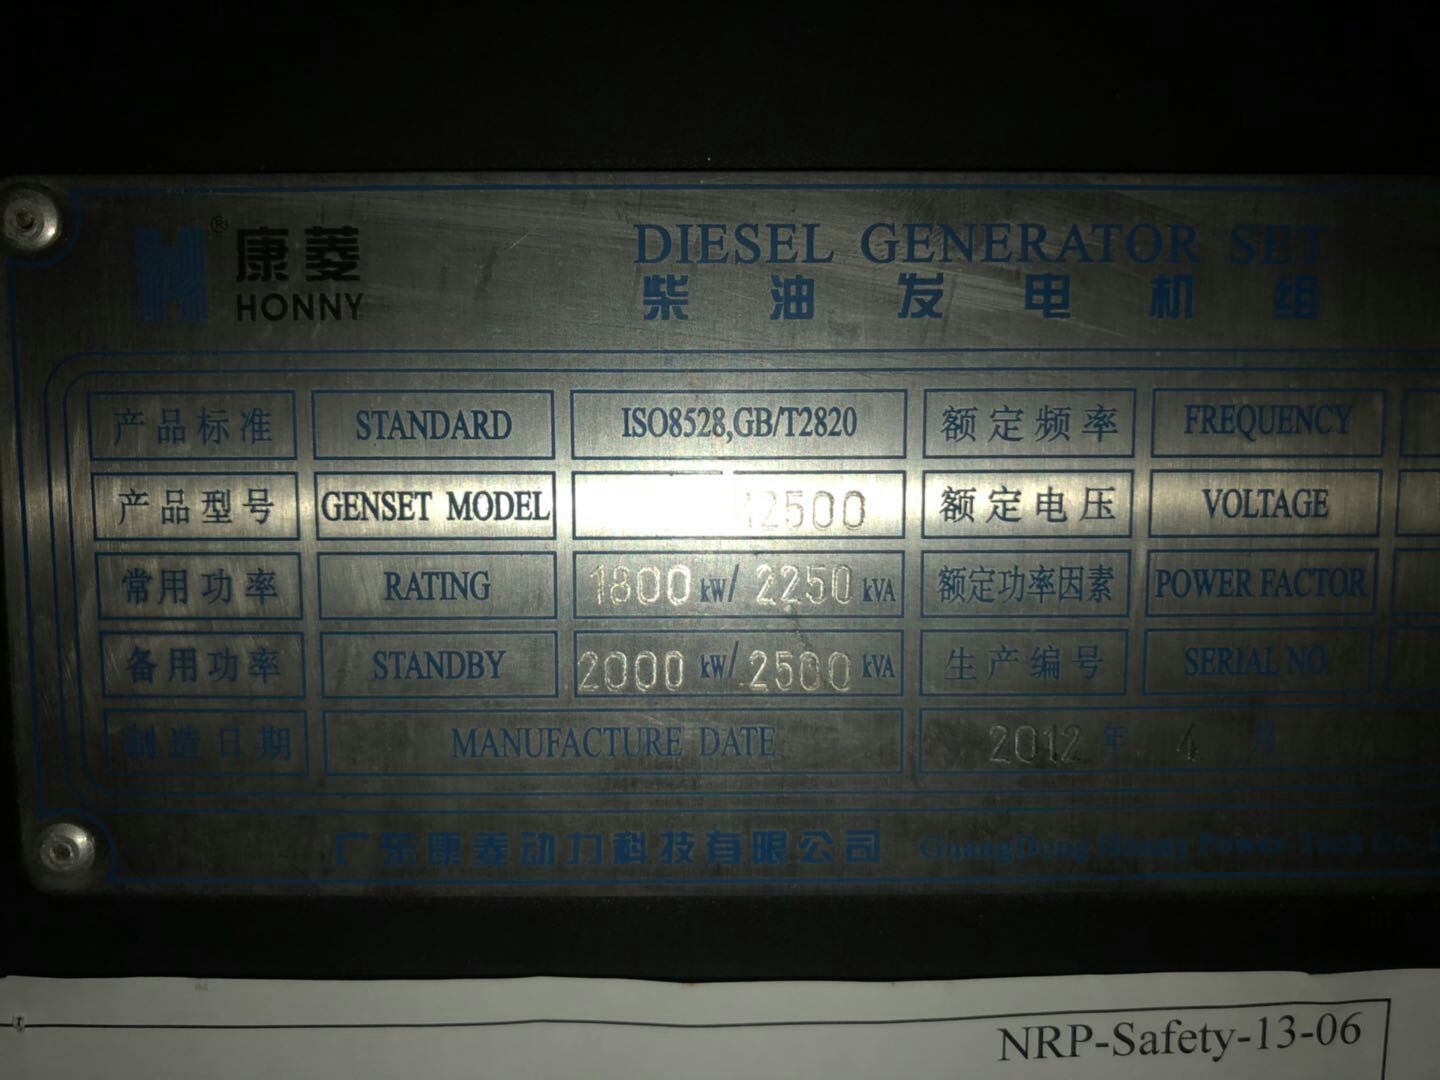 ® 康菱
HONNY
DIESEL GENERATOR SET
柴油发电机组
产品标准 STANDARD ISO8528,GB/T2820 额定频率 FREQUENCY
产品型号 GENSET MODEL 2500 额定电压 VOLTAGE
常用功率 RATING 1800 kW/ 2250 kVA 额定功率因素 POWER FACTOR
备用功率 STANDBY 2000 kW/ 2500 kVA 生产编号 SERIAL NO.
制造日期 MANUFACTURE DATE 2012 年 4 月
广东康菱动力科技有限公司 GuangDong Honny Power-Tech Co.,
NRP-Safety-13-06